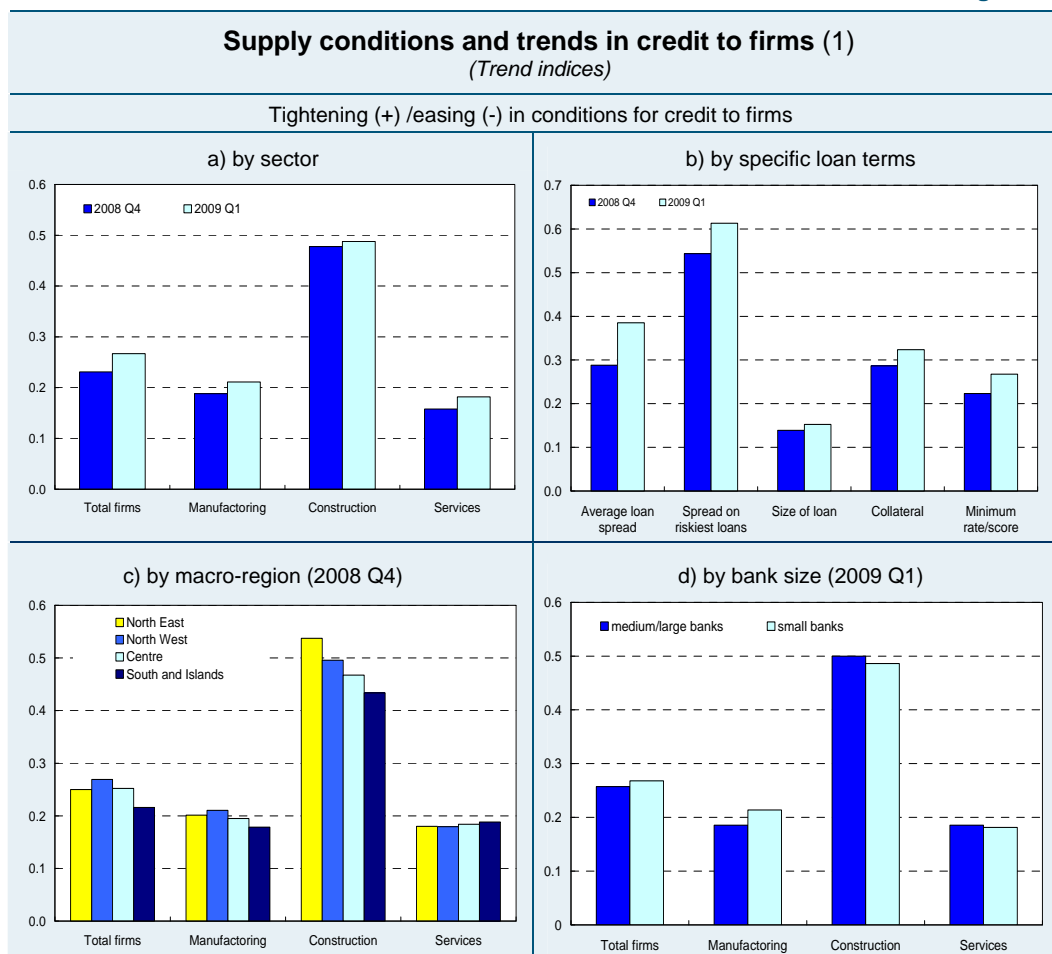 Supply conditions and trends in credit to firms (1)
(Trend indices)
Tightening (+) /easing (-) in conditions for credit to firms
a) by sector
0.6
0.5
0.4
0.3
0.2
0.1
0.0
2008 Q4 2009 Q1
Total firms Manufactoring Construction Services
b) by specific loan terms
0.7
0.6
0.5
0.4
0.3
0.2
0.1
0.0
2008 Q4 2009 Q1
Average loan spread
Spread on riskiest loans
Size of loan
Collateral
Minimum rate/score
c) by macro-region (2008 Q4)
0.6
0.5
0.4
0.3
0.2
0.1
0.0
North East
North West
Centre
South and Islands
Total firms Manufactoring Construction Services
d) by bank size (2009 Q1)
0.6
0.5
0.4
0.3
0.2
0.1
0
medium/large banks small banks
Total firms Manufactoring Construction Services